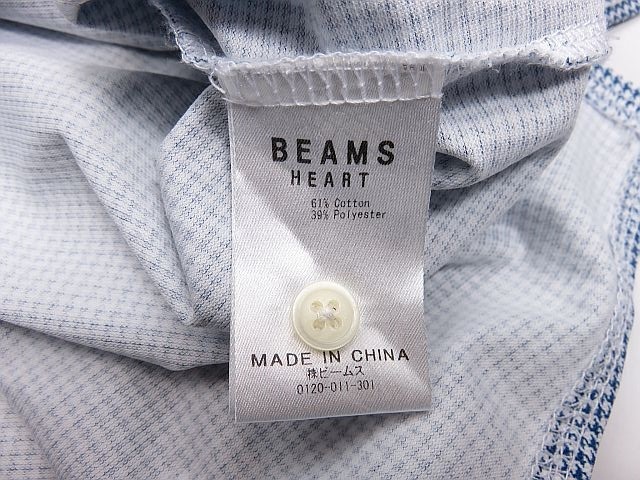 BEAMS
HEART
61% Cotton
39% Polyester
MADE IN CHINA
㈱ビームス
0120-011-301